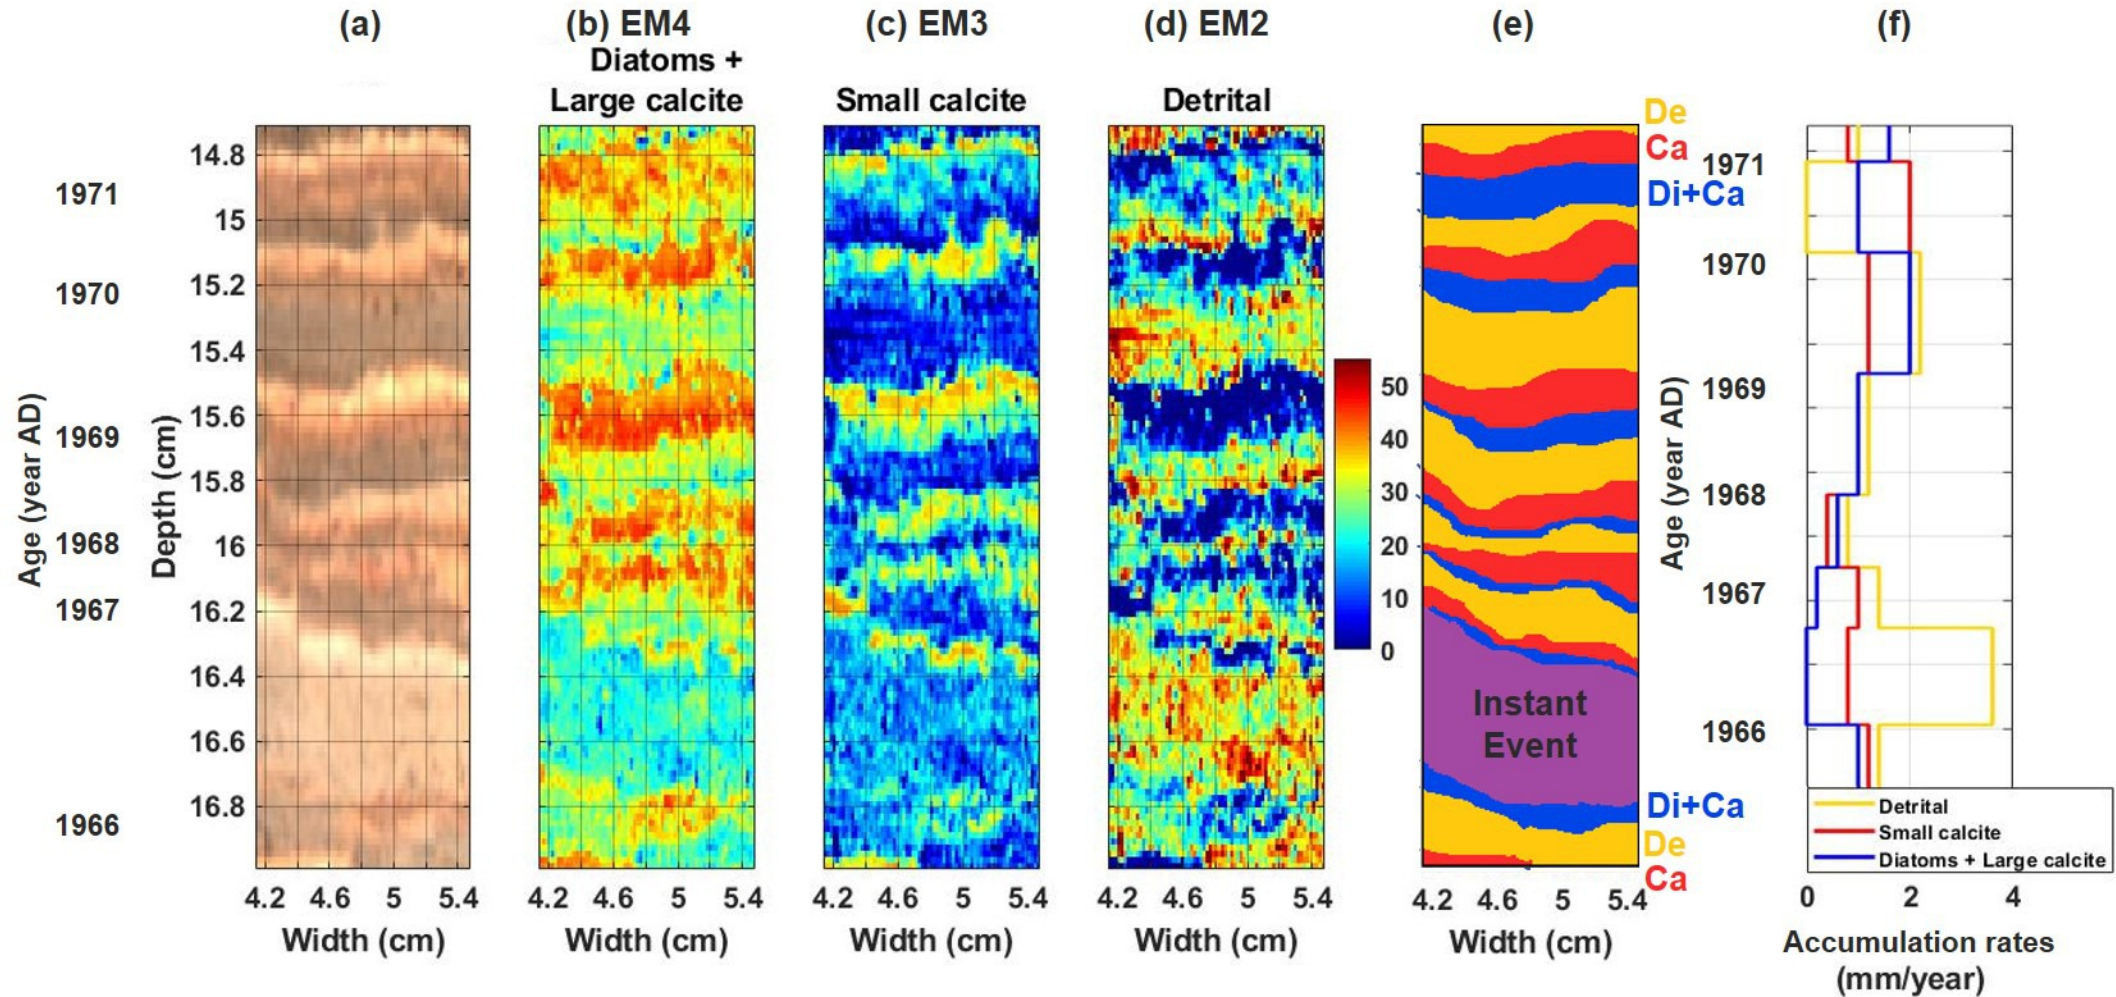 (a)
(b) EM4
Diatoms +
Large calcite
(c) EM3
Small calcite
(d) EM2
Detrital
(e)
(f)
Age (year AD)
1971
1970
1969
1968
1967
1966
Depth (cm)
14.8
15
15.2
15.4
15.6
15.8
16
16.2
16.4
16.6
16.8
4.2 4.6 5 5.4
Width (cm)
4.2 4.6 5 5.4
Width (cm)
4.2 4.6 5 5.4
Width (cm)
4.2 4.6 5 5.4
Width (cm)
50
40
30
20
10
0
De
Ca
Di+Ca
Instant
Event
Di+Ca
De
Ca
4.2 4.6 5 5.4
Width (cm)
Age (year AD)
1971
1970
1969
1968
1967
1966
Detrital
Small calcite
Diatoms + Large calcite
0 2 4
Accumulation rates
(mm/year)